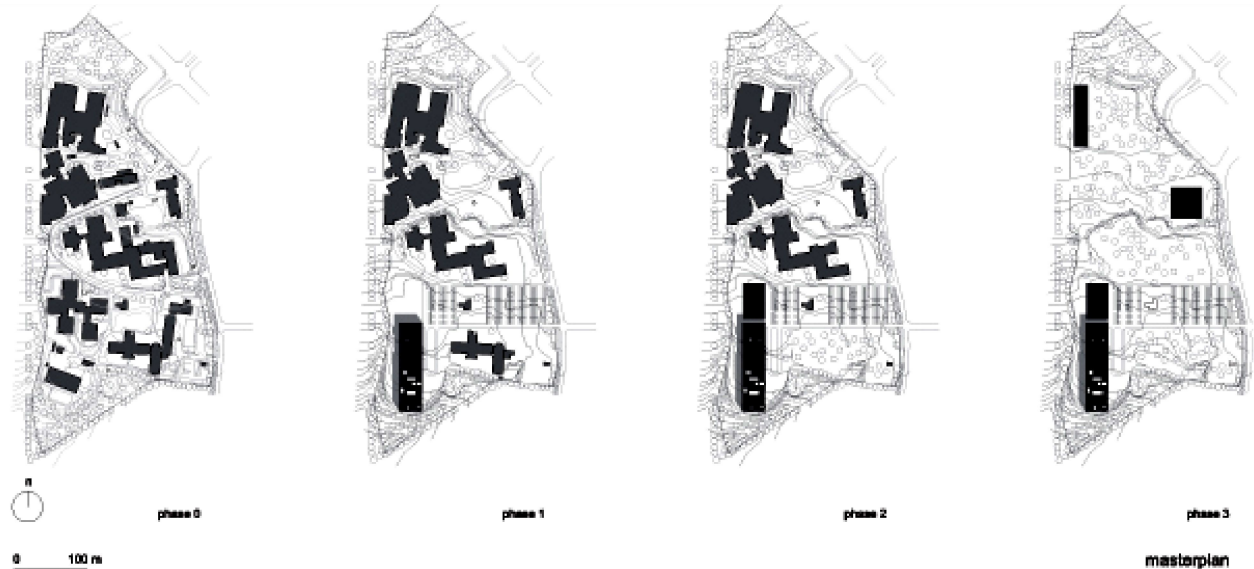 n
phase 0
phase 1
phase 2
phase 3
0 100 m
masterplan